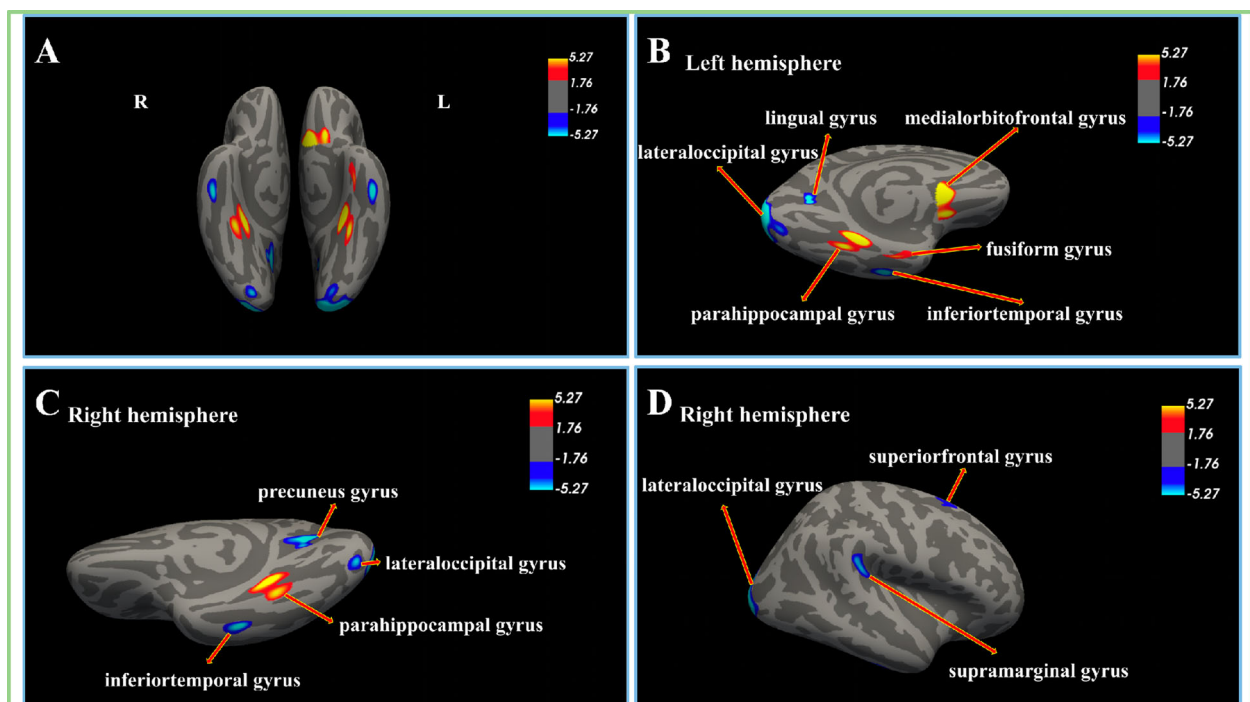 A
R
L
5.27
1.76
-1.76
-5.27
B
Left hemisphere
lingual gyrus
medialorbitofrontal gyrus
lateraloccipital gyrus
fusiform gyrus
parahippocampal gyrus
inferiortemporal gyrus
5.27
1.76
-1.76
-5.27
C
Right hemisphere
precuneus gyrus
lateraloccipital gyrus
parahippocampal gyrus
inferiortemporal gyrus
5.27
1.76
-1.76
-5.27
D
Right hemisphere
superiorfrontal gyrus
lateraloccipital gyrus
supramarginal gyrus
5.27
1.76
-1.76
-5.27